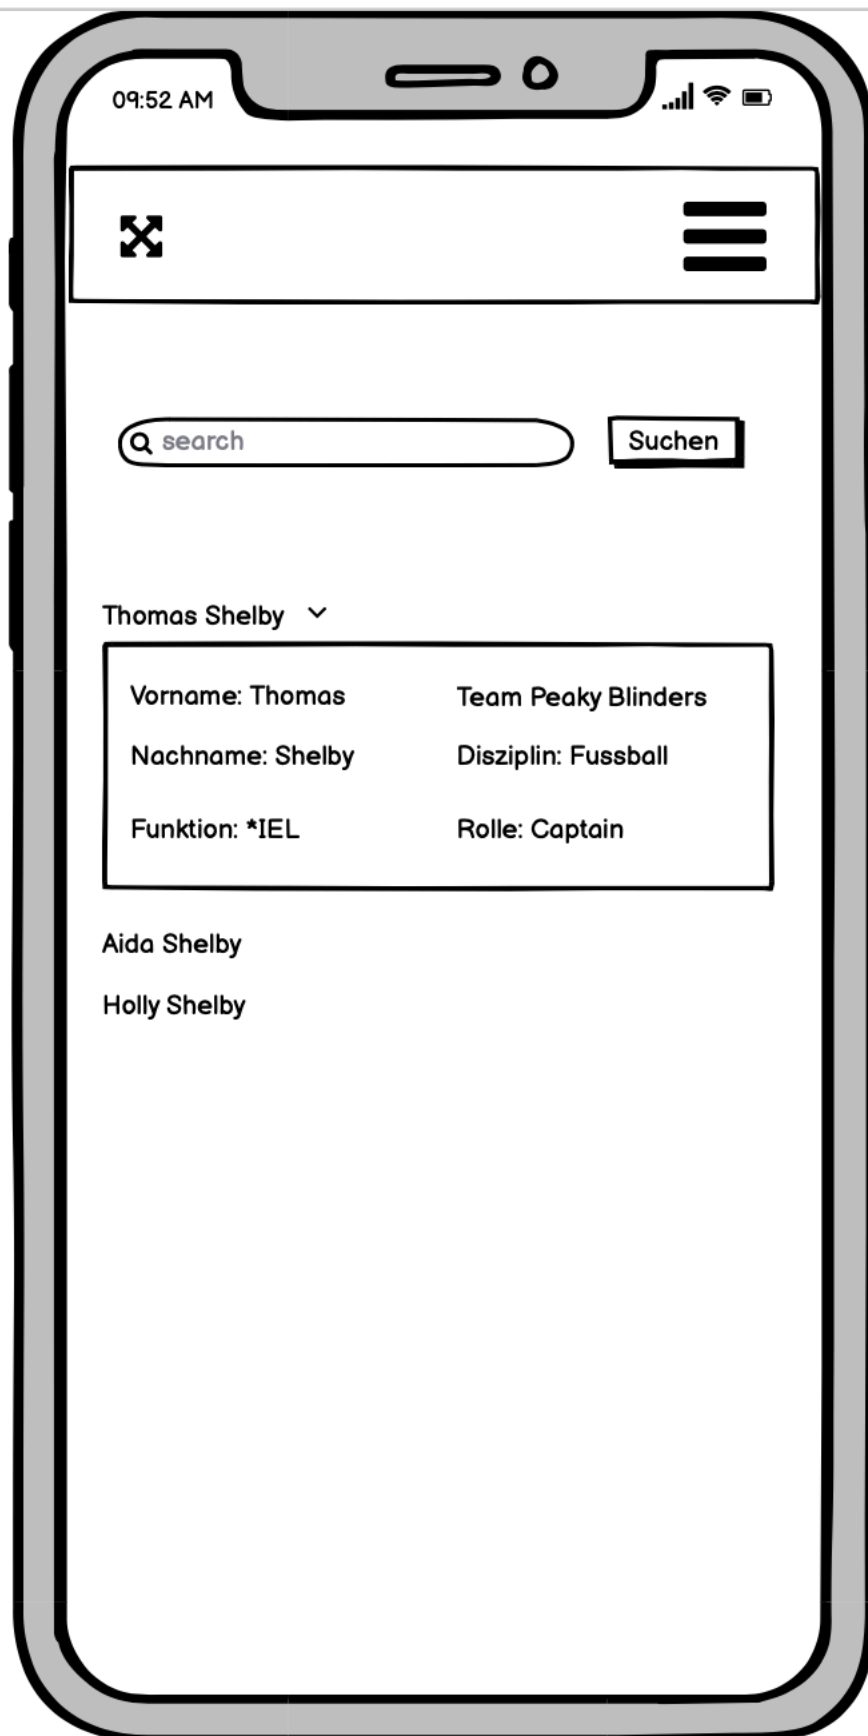 09:52 AM
search
Suchen
Thomas Shelby
Vorname: Thomas
Team Peaky Blinders
Nachname: Shelby
Disziplin: Fussball
Funktion: *IEL
Rolle: Captain
Aida Shelby
Holly Shelby